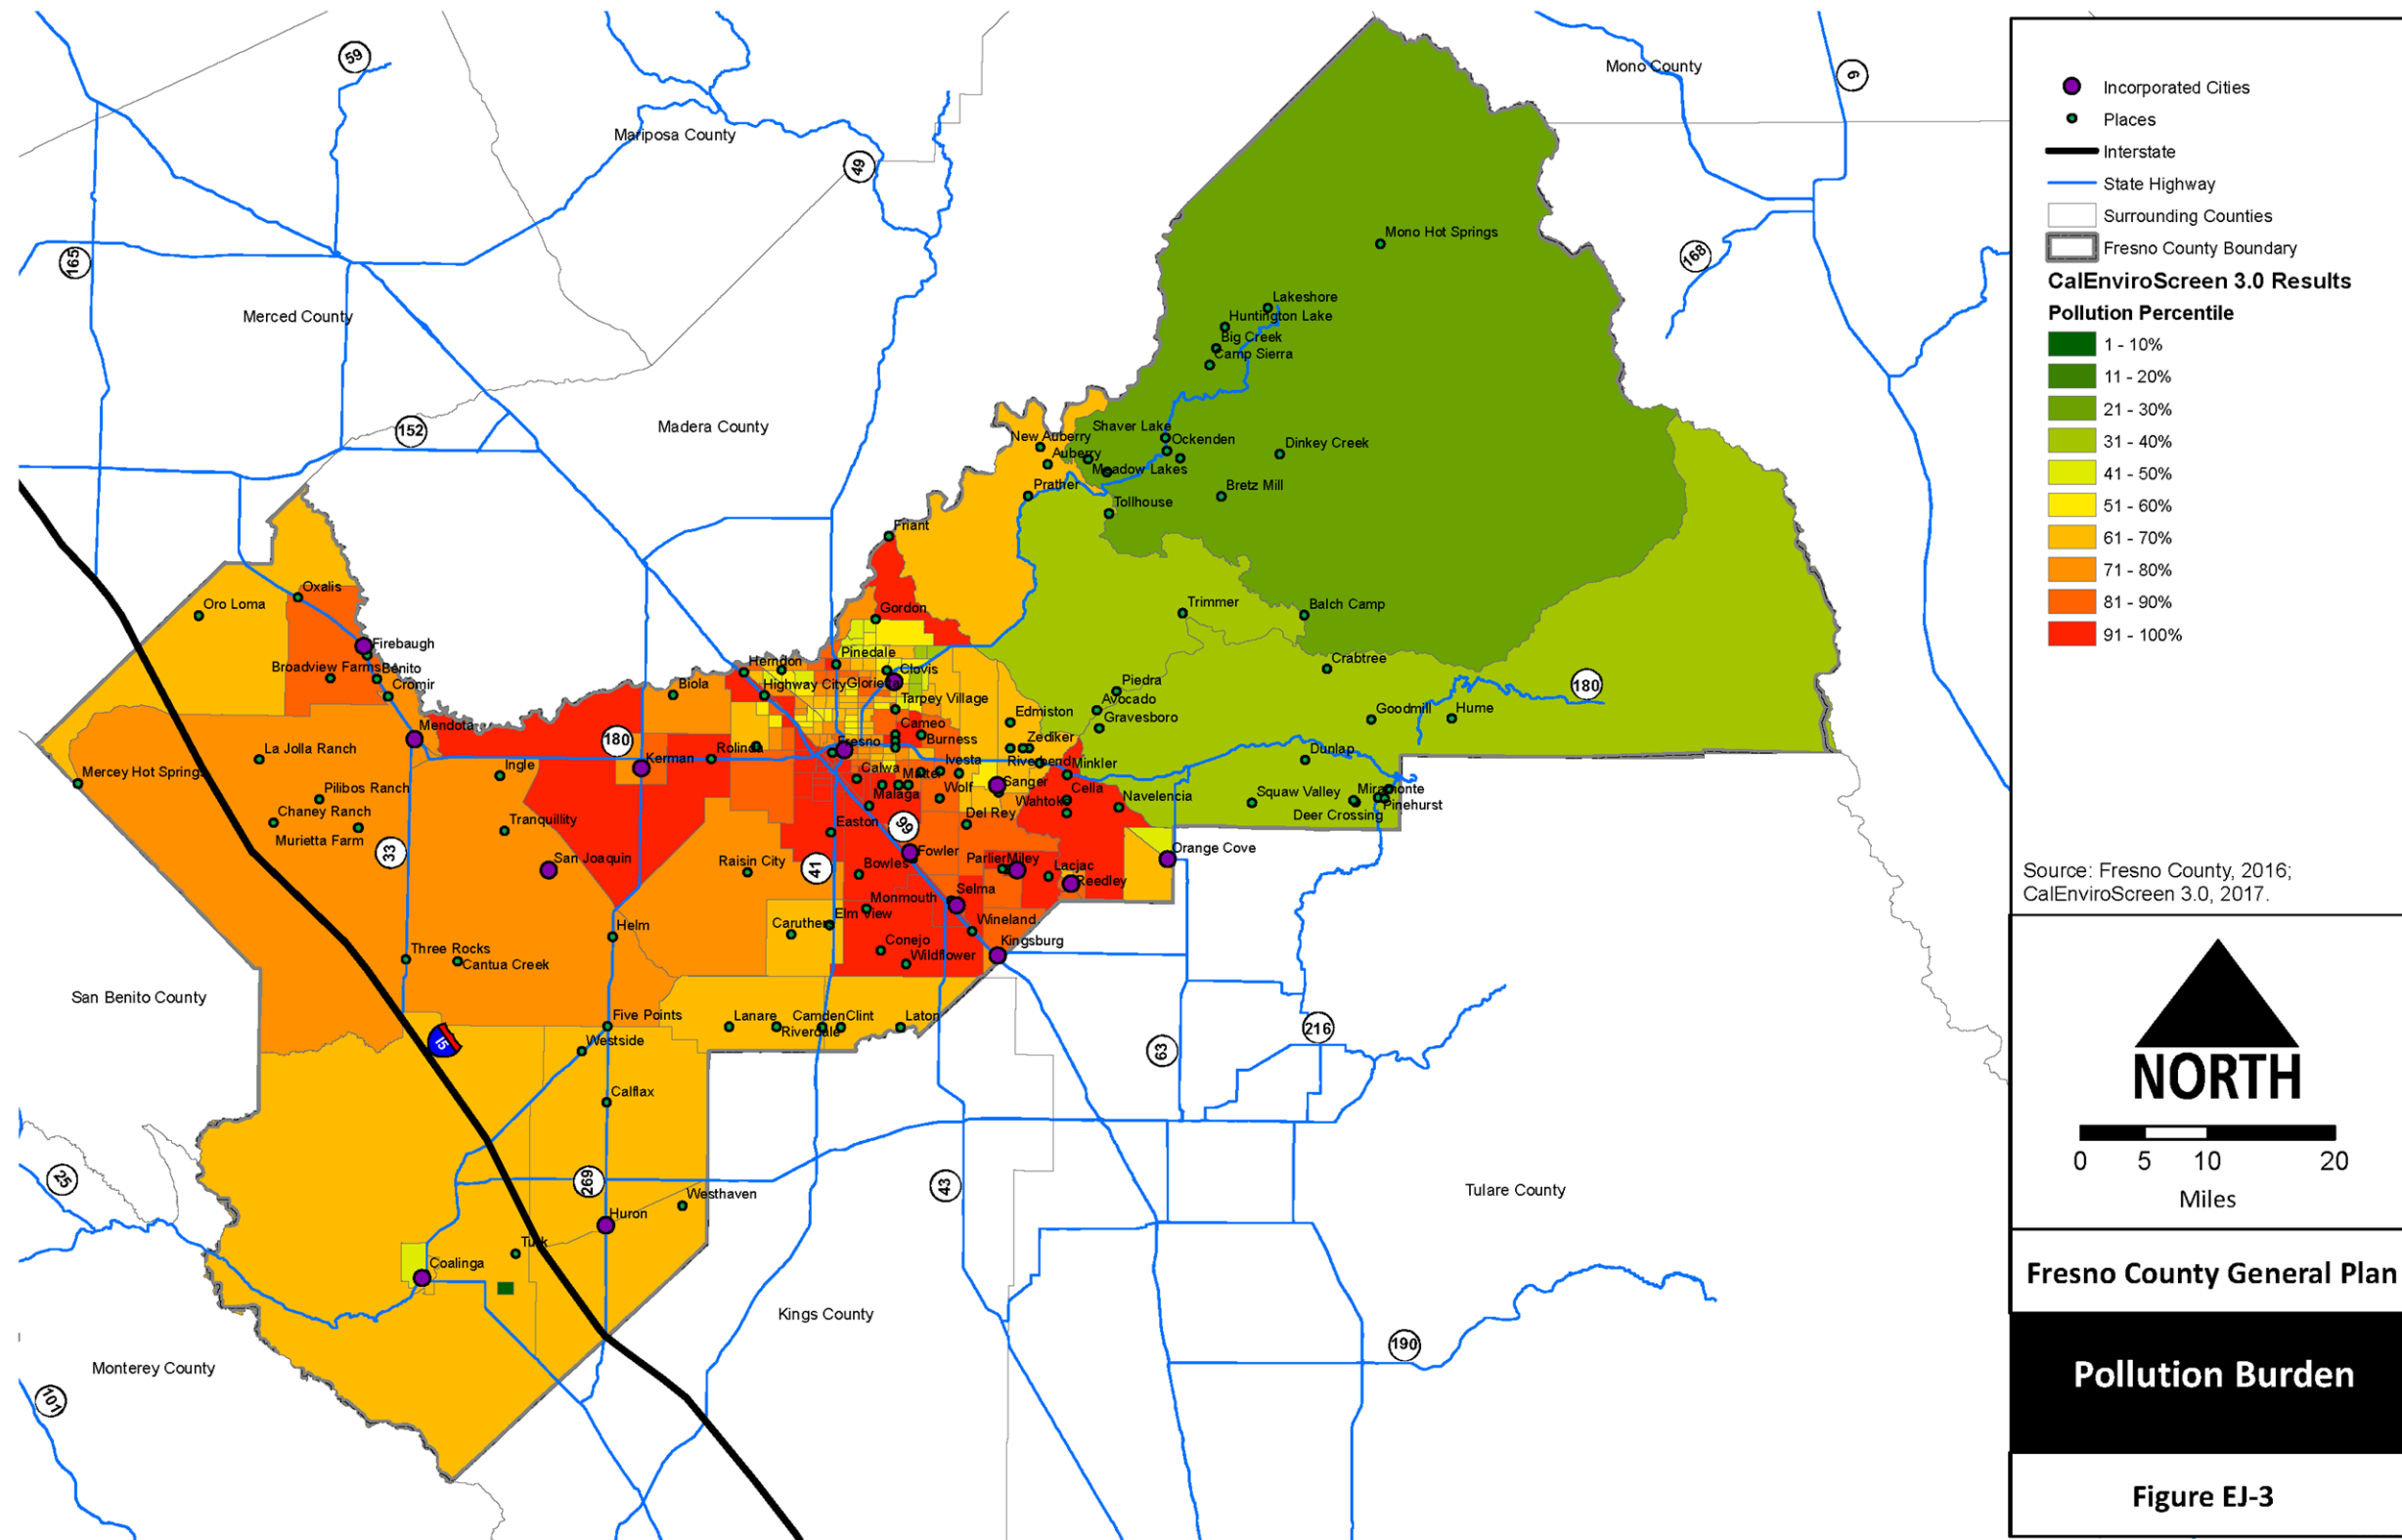 59
Mono County
6
Mariposa County
49
165
168
Merced County
Mono Hot Springs
Lakeshore
Huntington Lake
Big Creek
Camp Sierra
152
Madera County
New Auberry
Shaver Lake
Ockenden
Dinkey Creek
Auberry
Meadow Lakes
Prather
Bretz Mill
Tollhouse
Friant
Oxalis
Oro Loma
Gordon
Trimmer
Balch Camp
Firebaugh
Broadview Farms
Benito
Cromir
Herndon
Pinedale
Clovis
Biola
Highway City
Glorietta
Tarpey Village
Crabtree
Piedra
Avocado
Gravesboro
180
Goodmill
Hume
Mendota
Cameo
Edmiston
La Jolla Ranch
180
Fresno
Burness
Zediker
Dunlap
Mercey Hot Springs
Ingle
Kerman
Rolinda
Calwa
Ivesta
Riverbend
Minkler
Pilibos Ranch
Malaga
Wolf
Sanger
Cella
Squaw Valley
Miramonte
Chaney Ranch
Wahtoke
Navelencia
Pinehurst
Murietta Farm
Tranquillity
Easton
99
Del Rey
Deer Crossing
33
San Joaquin
Raisin City
41
Bowles
Fowler
Parlier
Miley
Lacjac
Orange Cove
Reedley
Monmouth
Selma
Helm
Caruthers
Elm View
Wineland
Three Rocks
Cantua Creek
Conejo
Kingsburg
Wildflower
San Benito County
Five Points
Lanare
Camden
Clint
Laton
Riverdale
I5
Westside
216
63
Calflax
25
269
43
Westhaven
Tulare County
Huron
Turk
Coalinga
Kings County
Monterey County
190
101
Incorporated Cities
Places
Interstate
State Highway
Surrounding Counties
Fresno County Boundary
CalEnviroScreen 3.0 Results
Pollution Percentile
1 - 10%
11 - 20%
21 - 30%
31 - 40%
41 - 50%
51 - 60%
61 - 70%
71 - 80%
81 - 90%
91 - 100%
Source: Fresno County, 2016;
CalEnviroScreen 3.0, 2017.
NORTH
0 5 10 20
Miles
Fresno County General Plan
Pollution Burden
Figure EJ-3